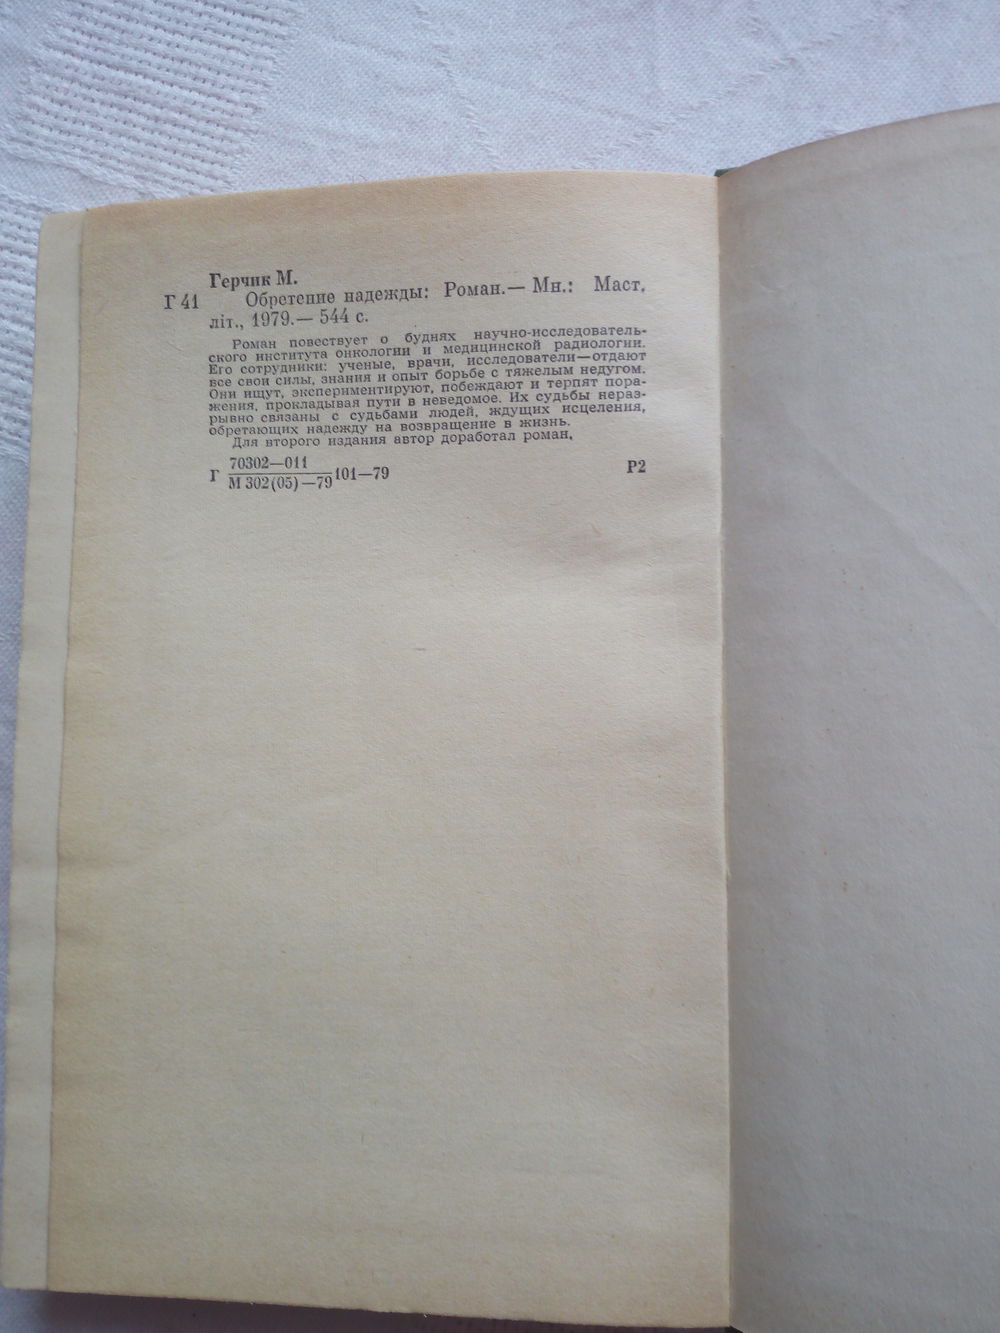 Герчик М.
Г 41 Обретение надежды: Роман.— Мн.: Маст.
літ., 1979.— 544 с.
Роман повествует о буднях научно-исследователь-
ского института онкологии и медицинской радиологии.
Его сотрудники: ученые, врачи, исследователи—отдают
все свои силы, знания и опыт борьбе с тяжелым недугом.
Они ищут, экспериментируют, побеждают и терпят пора-
жения, прокладывая пути в неведомое. Их судьбы нераз-
рывно связаны с судьбами людей, ждущих исцеления,
обретающих надежду на возвращение в жизнь.
Для второго издания автор доработал роман.
70302—011
Г 101—79 Р2
М 302(05)—79